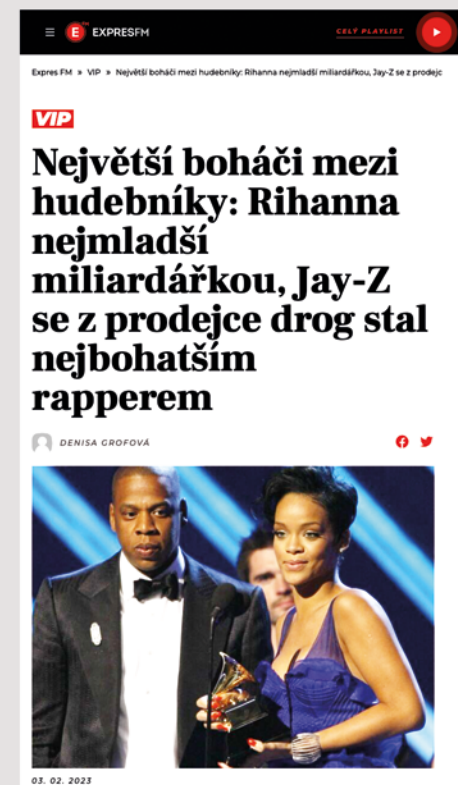 EXPRESFM
CELÝ PLAYLIST
Expres FM » VIP » Největší boháči mezi hudebníky: Rihanna nejmladší miliardářkou, Jay-Z se z prodejc
VIP
Největší boháči mezi
hudebníky: Rihanna
nejmladší
miliardářkou, Jay-Z
se z prodejce drog stal
nejbohatším
rapperem
DENISA GROFOVÁ
03. 02. 2023